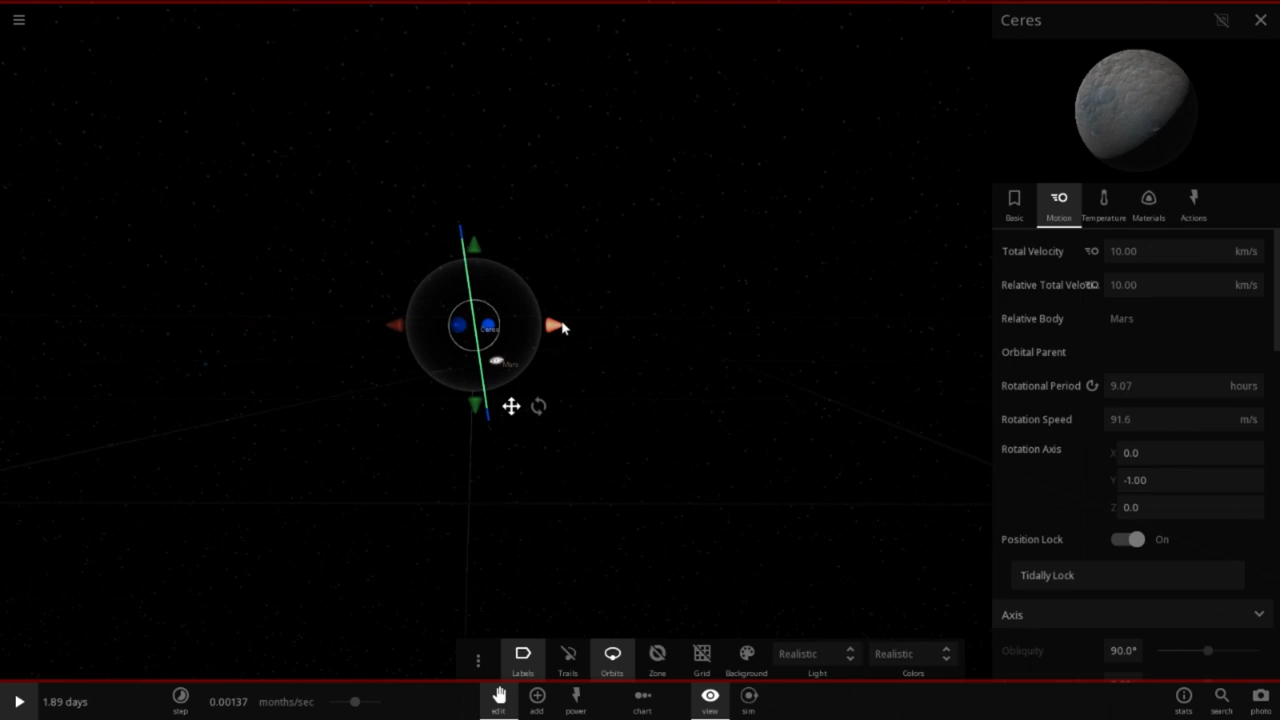 Ceres
Basic
Motion
Temperature
Materials
Actions
Total Velocity 10.00 km/s
Relative Total 10.00 km/s
Relative Body Mars
Orbital Parent
Rotational Period 9.07 hours
Rotation Speed 91.6 m/s
Rotation Axis
X 0.0
Y -1.00
Z 0.0
Position Lock On
Tidally Lock
Axis
Obliquity 90.0°
Ceres
Mars
Labels
Trails
Orbits
Zone
Grid
Background
Realistic
Light
Realistic
Colors
1.89 days
step
0.00137 months/sec
edit
add
power
chart
view
sim
stats
search
photo